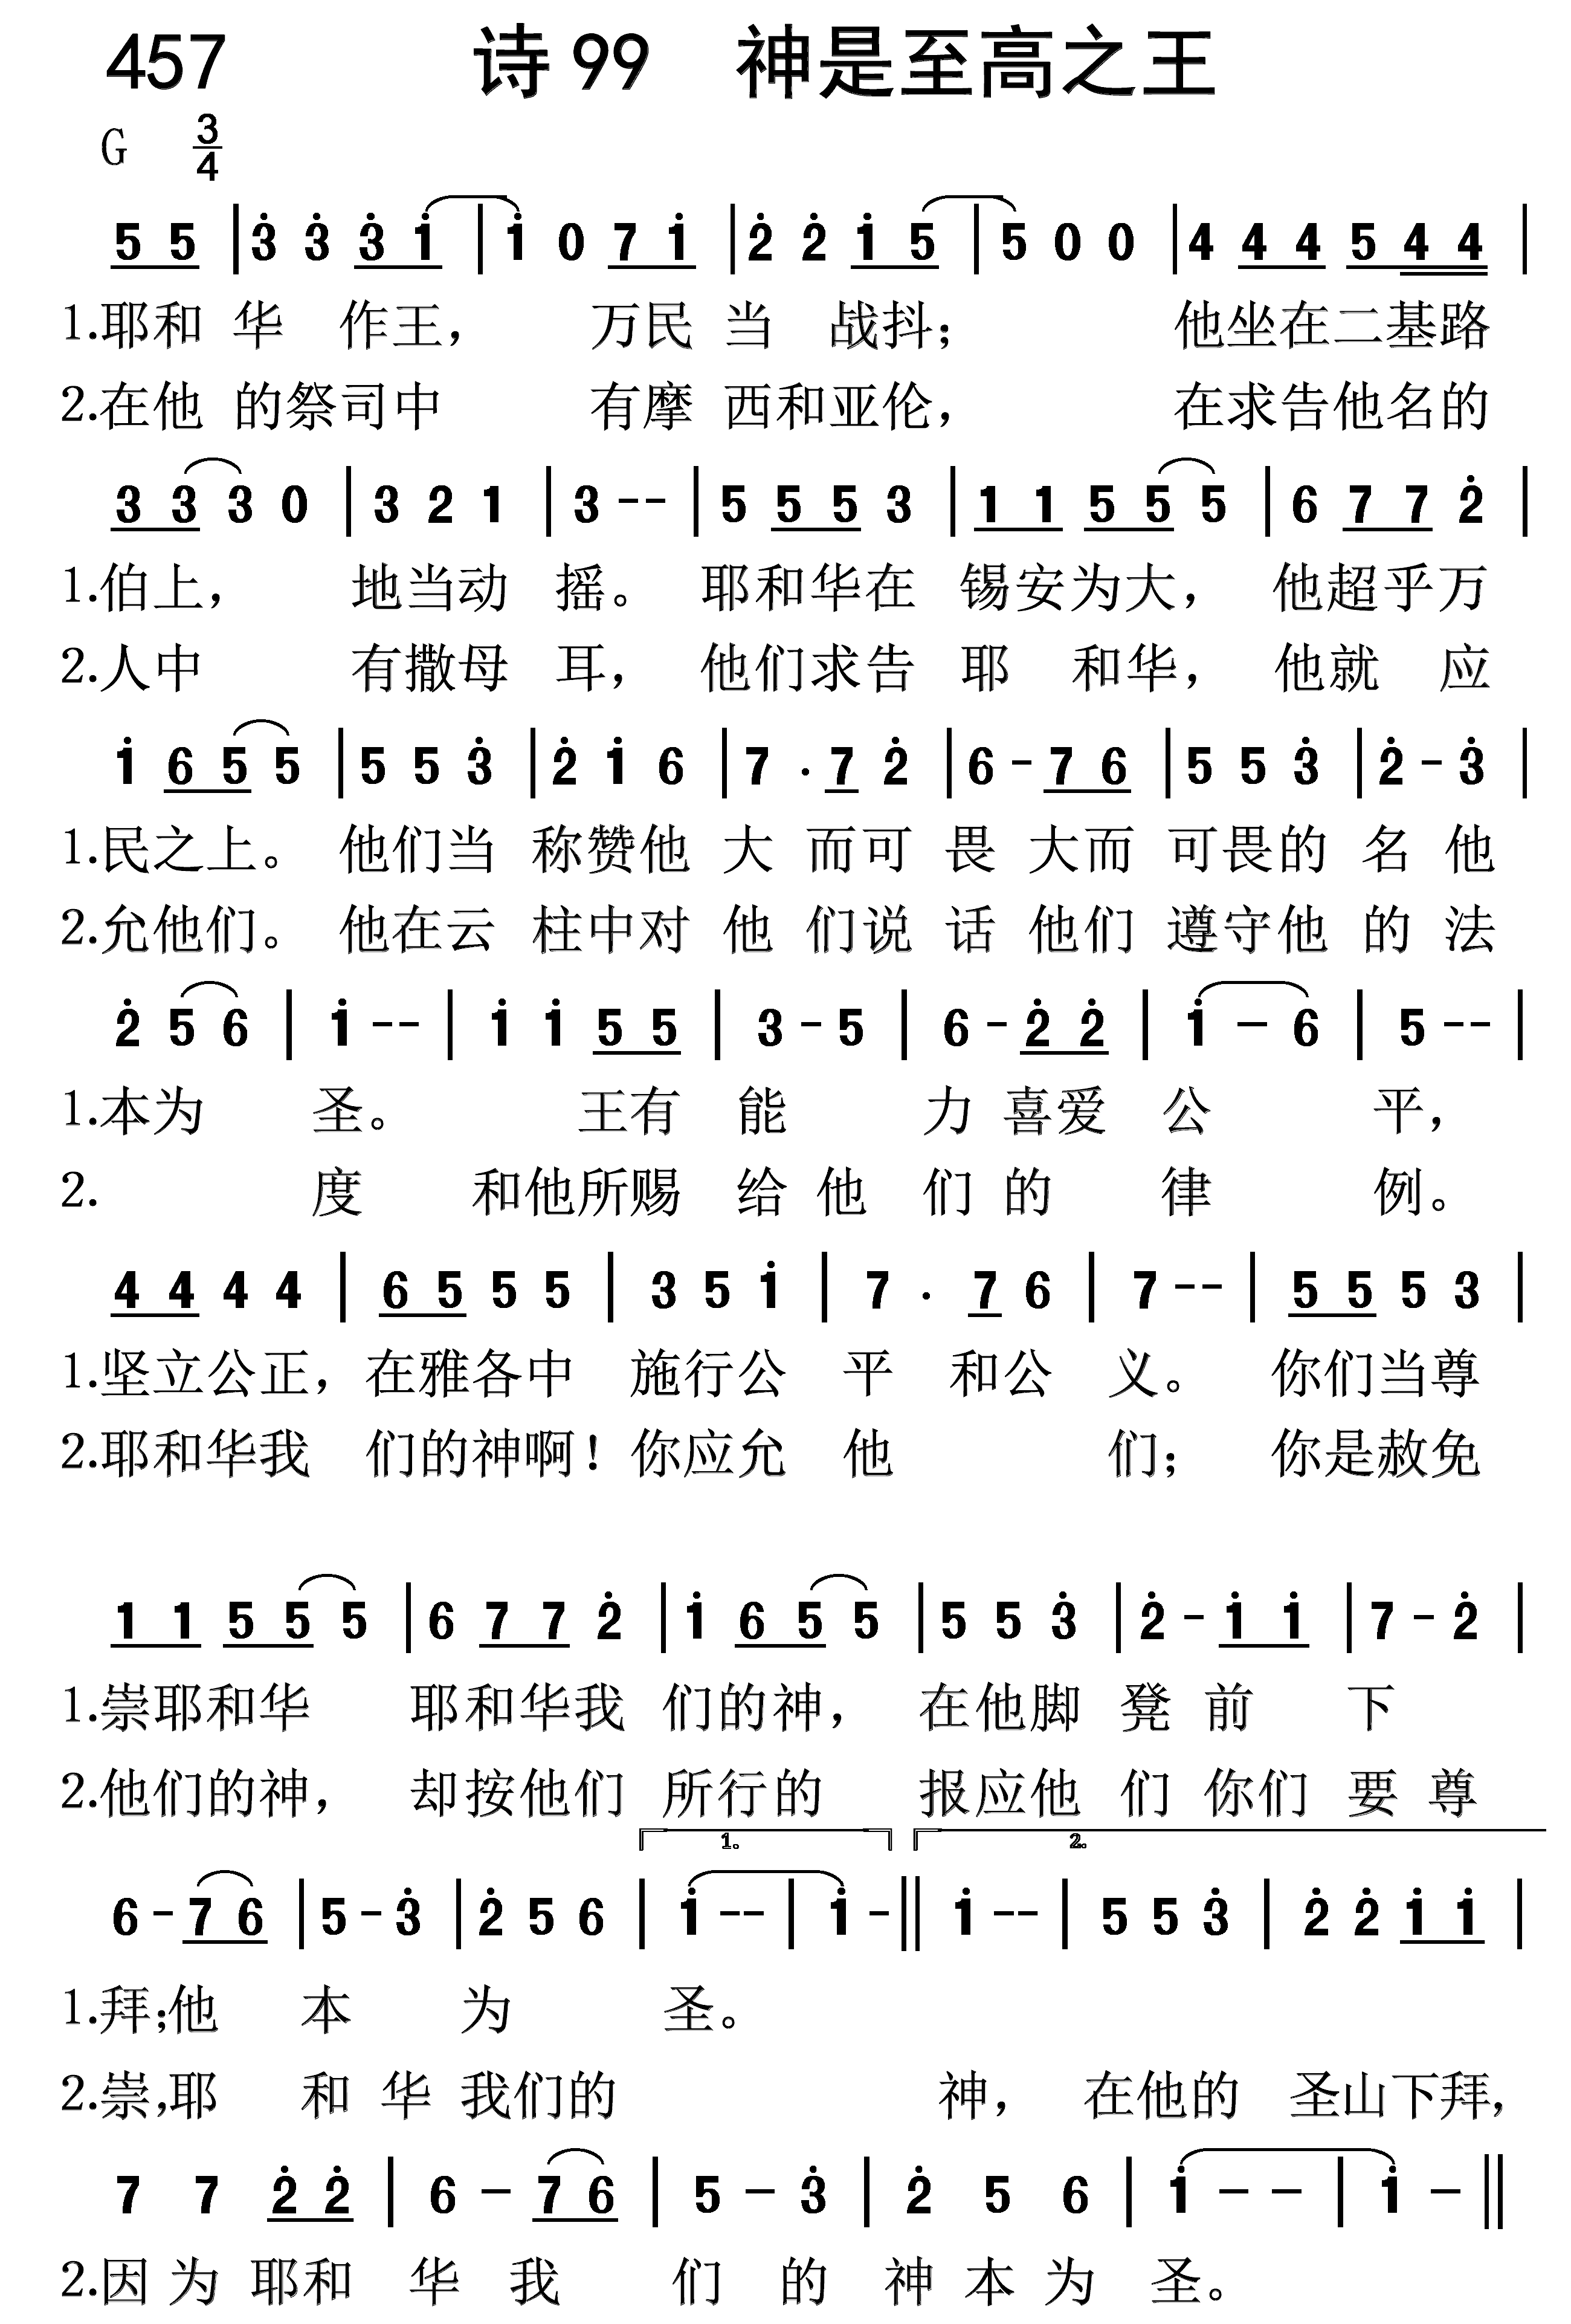 457 诗 99 神是至高之王
G 3/4
5 5 | 3̇ 3̇ 3̇ 1̇ | 1̇ 0 7 1̇ | 2̇ 2̇ 1̇ 5 | 5 0 0 | 4 4 4 5 4 4 |
1.耶和 华 作王， 万民 当 战抖； 他坐在二基路
2.在他 的祭司中 有摩 西和亚伦， 在求告他名的
3 3 3 0 | 3 2 1 | 3 -- | 5 5 5 3 | 1 1 5 5 5 | 6 7 7 2̇ |
1.伯上， 地当动 摇。 耶和华在 锡安为大， 他超乎万
2.人中 有撒母 耳， 他们求告 耶 和华， 他就 应
1̇ 6 5 5 | 5 5 3̇ | 2̇ 1̇ 6 | 7 . 7 2̇ | 6 - 7 6 | 5 5 3̇ | 2̇ - 3̇ |
1.民之上。 他们当 称赞他 大 而可 畏 大而 可畏的 名 他
2.允他们。 他在云 柱中对 他 们说 话 他们 遵守他 的 法
2̇ 5 6 | 1̇ -- | 1̇ 1̇ 5 5 | 3 - 5 | 6 - 2̇ 2̇ | 1̇ - 6 | 5 -- |
1.本为 圣。 王有 能 力 喜爱 公 平，
2. 度 和他所赐 给 他 们 的 律 例。
4 4 4 4 | 6 5 5 5 | 3 5 1̇ | 7 . 7 6 | 7 -- | 5 5 5 3 |
1.坚立公正，在雅各中 施行公 平 和公 义。 你们当尊
2.耶和华我 们的神啊！你应允 他 们； 你是赦免
1 1 5 5 5 | 6 7 7 2̇ | 1̇ 6 5 5 | 5 5 3̇ | 2̇ - 1̇ 1̇ | 7 - 2̇ |
1.崇耶和华 耶和华我 们的神， 在他脚 凳 前 下
2.他们的神， 却按他们 所行的 报应他 们 你们 要 尊
1。 2。
6 - 7 6 | 5 - 3̇ | 2̇ 5 6 | 1̇ -- | 1̇ - || 1̇ -- | 5 5 3̇ | 2̇ 2̇ 1̇ 1̇ |
1.拜；他 本 为 圣。
2.崇，耶 和 华 我们的 神， 在他的 圣山下拜，
7 7 2̇ 2̇ | 6 - 7 6 | 5 - 3̇ | 2̇ 5 6 | 1̇ - - | 1̇ - ||
2.因 为 耶和 华 我 们 的 神 本 为 圣。